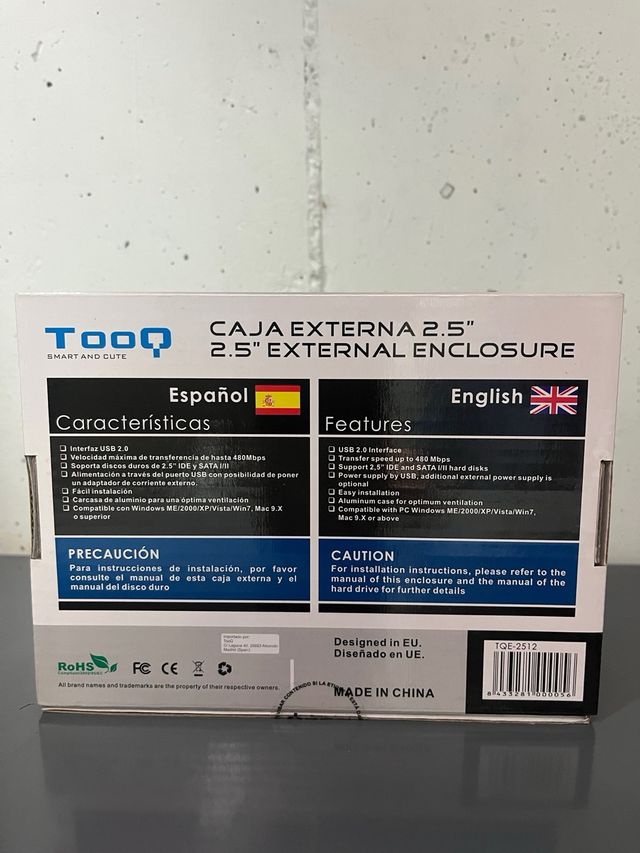 TooQ
SMART AND CUTE
CAJA EXTERNA 2.5"
2.5" EXTERNAL ENCLOSURE
Español
Características
❑ Interfaz USB 2.0
❑ Velocidad máxima de transferencia de hasta 480Mbps
❑ Soporta discos duros de 2.5" IDE y SATA I/II
❑ Alimentación a través del puerto USB con posibilidad de poner
un adaptador de corriente externo.
❑ Fácil instalación
❑ Carcasa de aluminio para una óptima ventilación
❑ Compatible con Windows ME/2000/XP/Vista/Win7, Mac 9.X
o superior
PRECAUCIÓN
Para instrucciones de instalación, por favor
consulte el manual de esta caja externa y el
manual del disco duro
English
Features
❑ USB 2.0 Interface
❑ Transfer speed up to 480 Mbps
❑ Support 2,5" IDE and SATA I/II hard disks
❑ Power supply by USB, additional external power supply is
optional
❑ Easy installation
❑ Aluminum case for optimum ventilation
❑ Compatible with PC Windows ME/2000/XP/Vista/Win7,
Mac 9.X or above
CAUTION
For installation instructions, please refer to the
manual of this enclosure and the manual of the
hard drive for further details
RoHS
FC CE
All brand names and trademarks are the property of their respective owners.
Importado por:
TooQ
Madrid (Spain)
Designed in EU.
Diseñado en UE.
MADE IN CHINA
CONTENIDO SI LA
TQE-2512
8 433281 000056